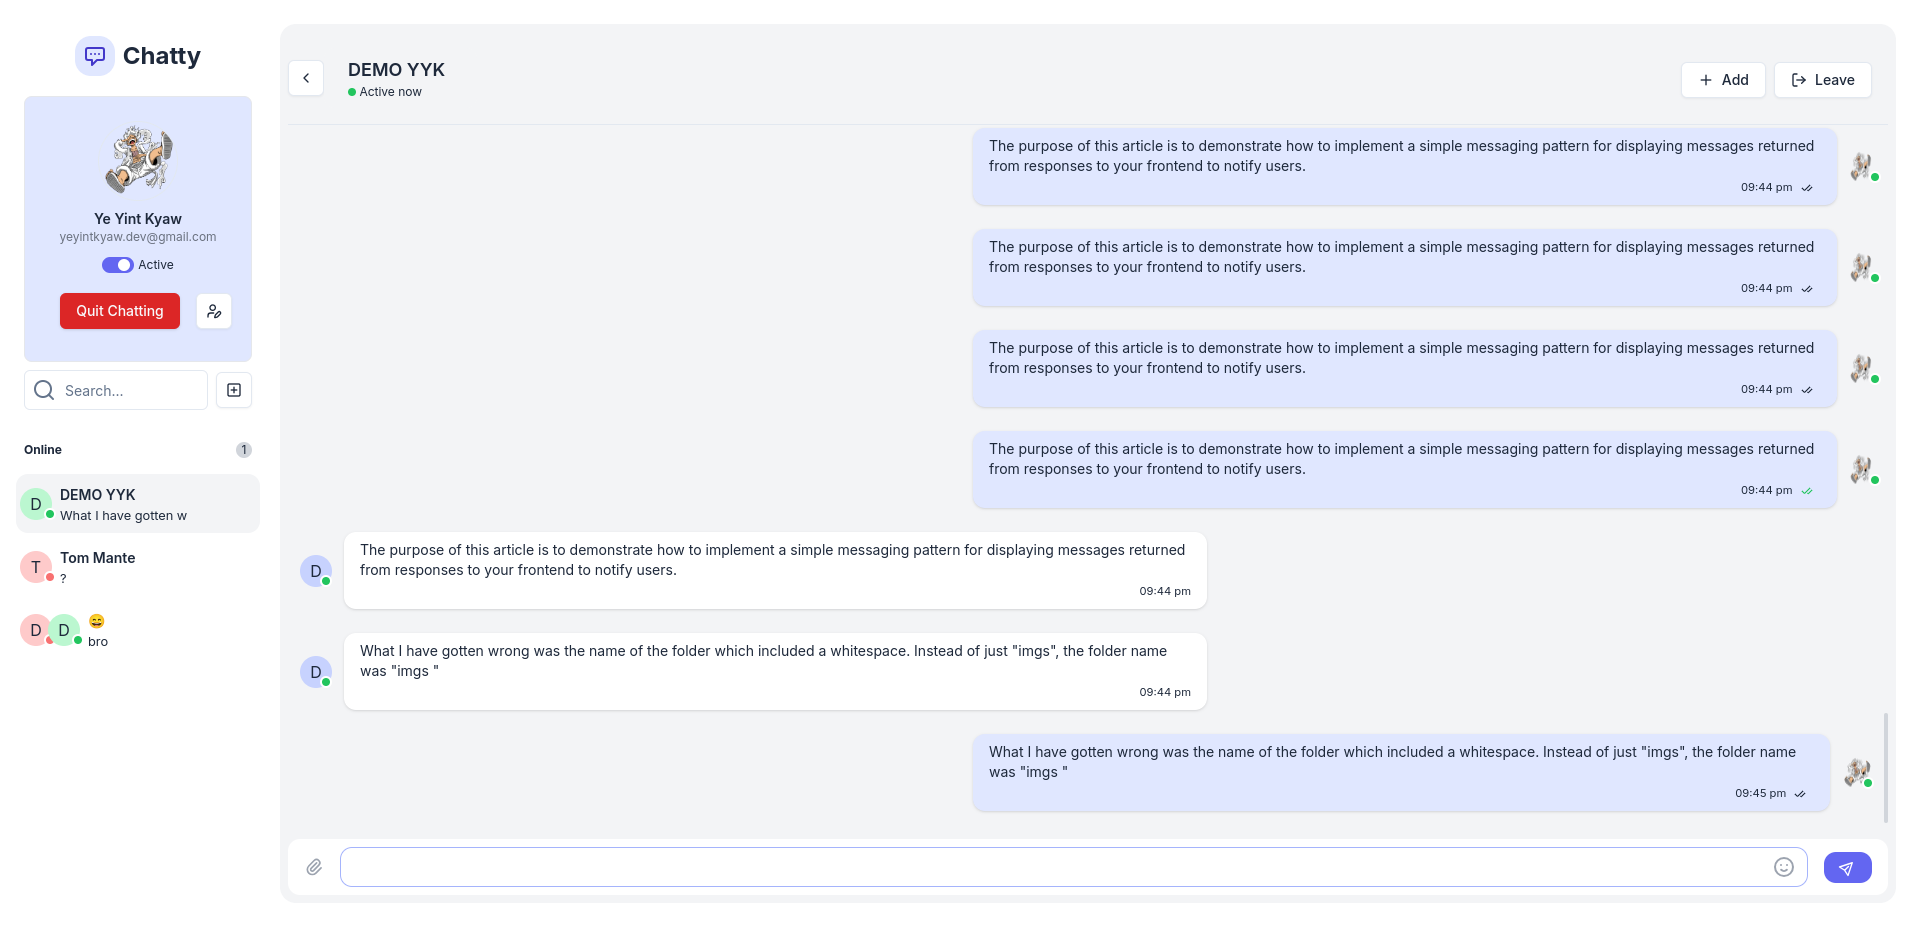 Chatty
Ye Yint Kyaw
yeyintkyaw.dev@gmail.com
Active
Quit Chatting
Search...
Online
1
D
DEMO YYK
What I have gotten w
T
Tom Mante
?
D
D
😄
bro
DEMO YYK
Active now
Add
Leave
The purpose of this article is to demonstrate how to implement a simple messaging pattern for displaying messages returned
from responses to your frontend to notify users.
09:44 pm
The purpose of this article is to demonstrate how to implement a simple messaging pattern for displaying messages returned
from responses to your frontend to notify users.
09:44 pm
The purpose of this article is to demonstrate how to implement a simple messaging pattern for displaying messages returned
from responses to your frontend to notify users.
09:44 pm
The purpose of this article is to demonstrate how to implement a simple messaging pattern for displaying messages returned
from responses to your frontend to notify users.
09:44 pm
D
The purpose of this article is to demonstrate how to implement a simple messaging pattern for displaying messages returned
from responses to your frontend to notify users.
09:44 pm
D
What I have gotten wrong was the name of the folder which included a whitespace. Instead of just "imgs", the folder name
was "imgs "
09:44 pm
What I have gotten wrong was the name of the folder which included a whitespace. Instead of just "imgs", the folder name
was "imgs "
09:45 pm